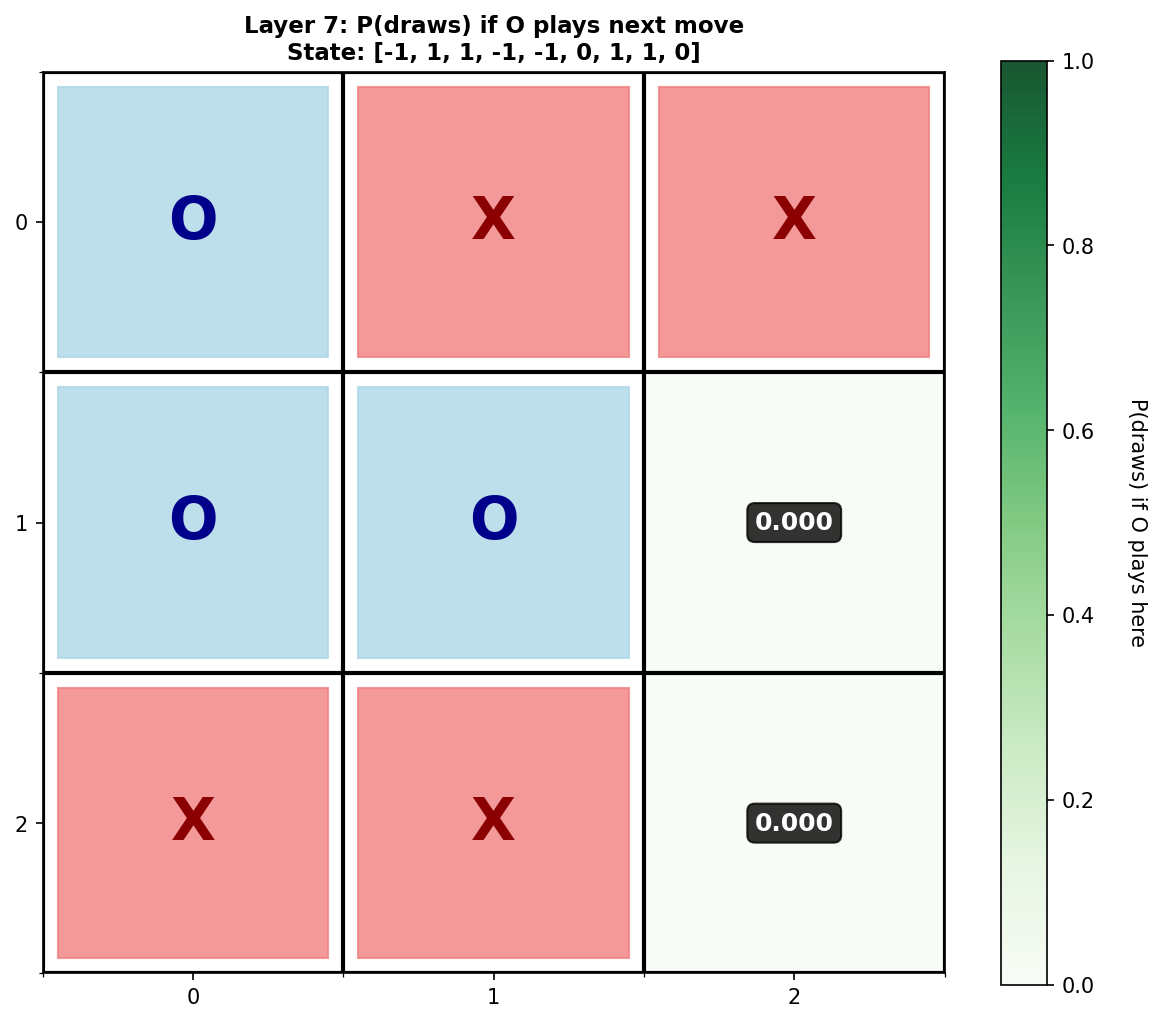 Layer 7: P(draws) if O plays next move
State: [-1, 1, 1, -1, -1, 0, 1, 1, 0]
0
O
X
X
1
O
O
0.000
2
X
X
0.000
0
1
2
1.0
0.8
0.6
0.4
0.2
0.0
P(draws) if O plays here